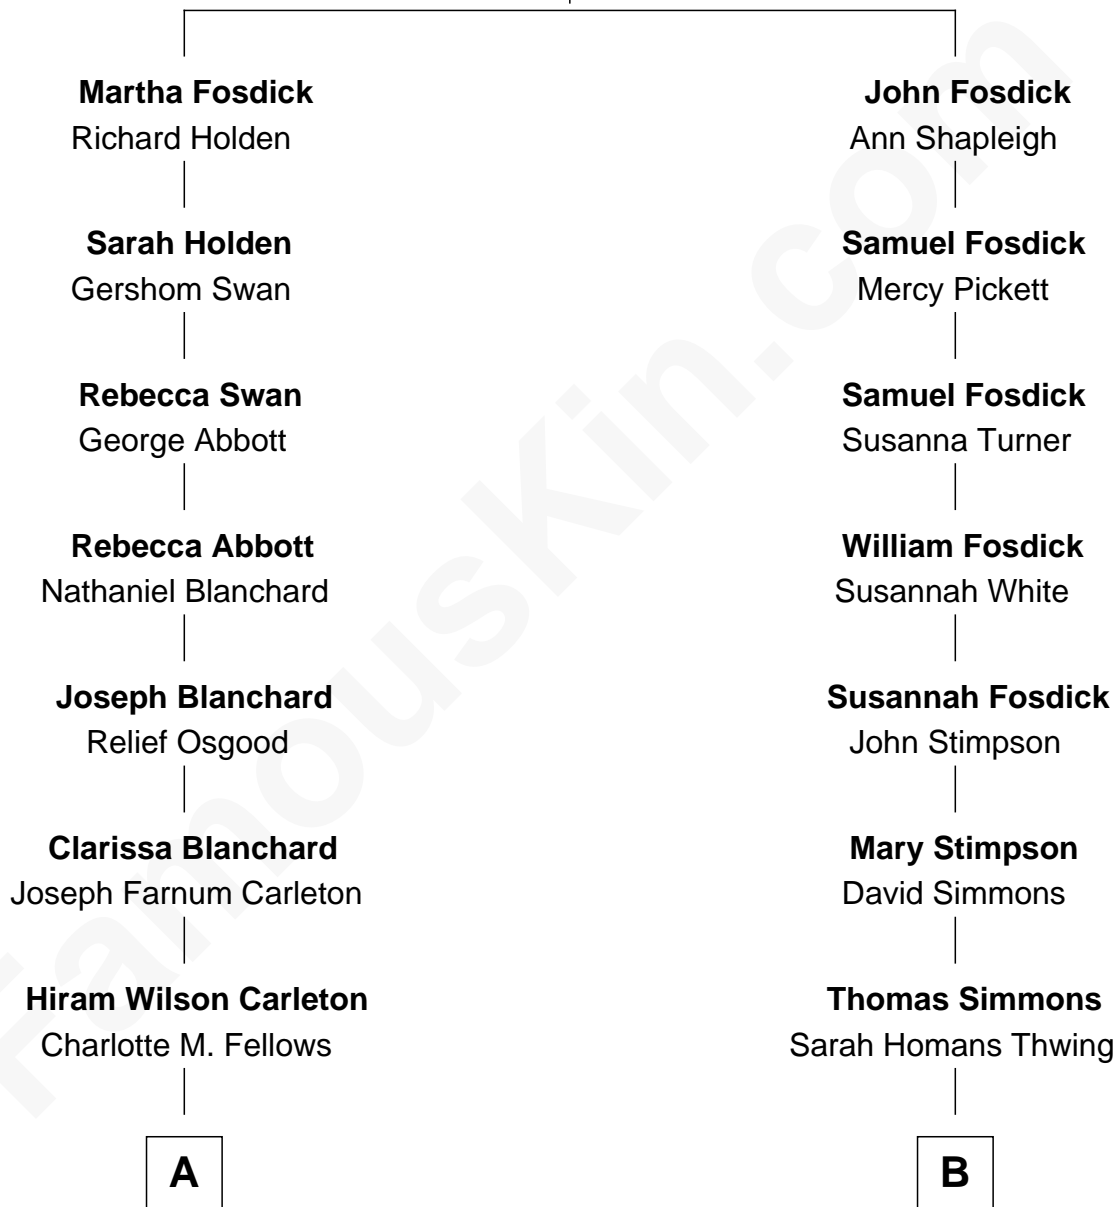 Martha Fosdick
Richard Holden
Sarah Holden
Gershom Swan
Rebecca Swan
George Abbott
Rebecca Abbott
Nathaniel Blanchard
Joseph Blanchard
Relief Osgood
Clarissa Blanchard
Joseph Farnum Carleton
Hiram Wilson Carleton
Charlotte M. Fellows
A
John Fosdick
Ann Shapleigh
Samuel Fosdick
Mercy Pickett
Samuel Fosdick
Susanna Turner
William Fosdick
Susannah White
Susannah Fosdick
John Stimpson
Mary Stimpson
David Simmons
Thomas Simmons
Sarah Homans Thwing
B
FamousKin.com